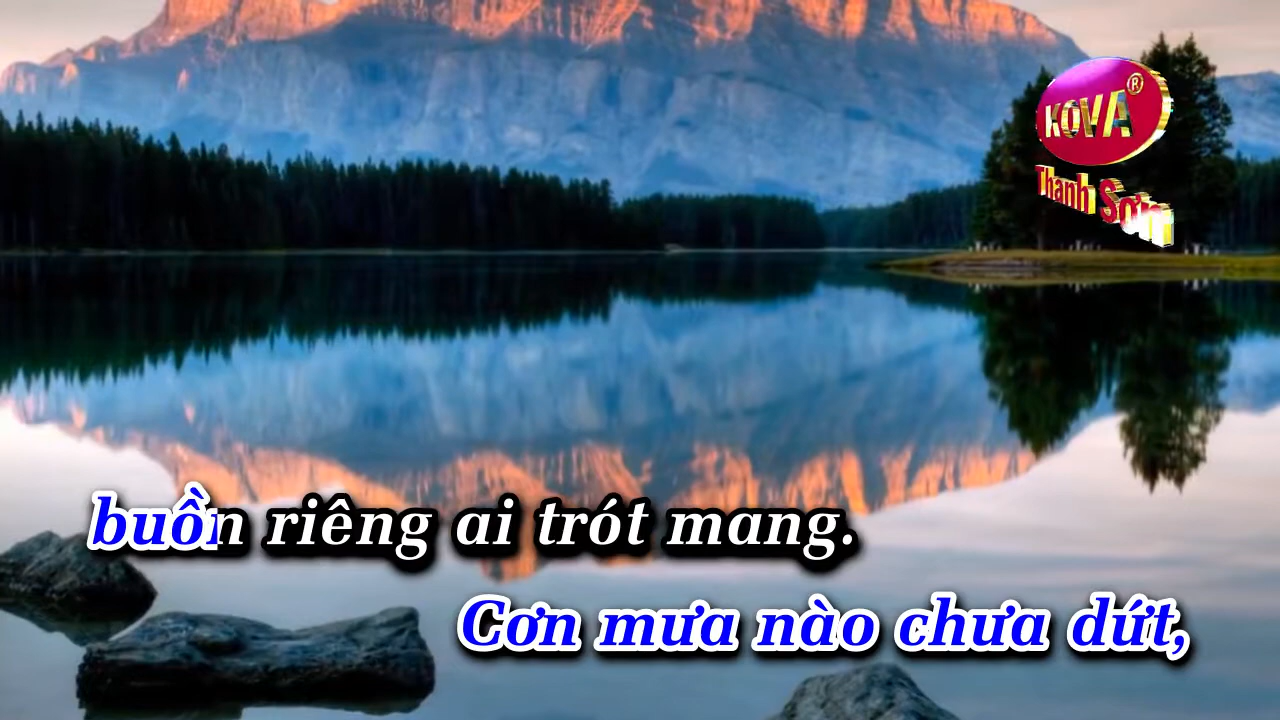 KOVA®
Thanh Sơn
buồn riêng ai trót mang.
Cơn mưa nào chưa dứt,